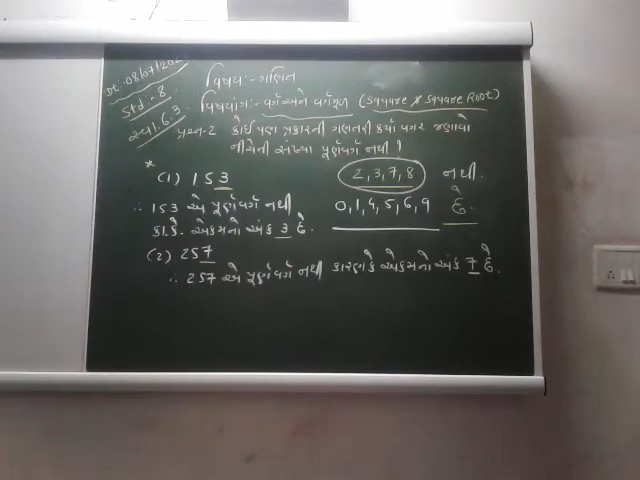 Dt:-08/07/202
Std:-8
સ્વા.6.3
વિષય:- ગણિત
વિષયાંગ:- વર્ગ અને વર્ગમૂળ (Square & Square Root)
પ્રશ્ન-2 કોઈપણ પ્રકારની ગણતરી કર્યા વગર જણાવો
નીચેની સંખ્યા પૂર્ણવર્ગ નથી!
* (1) 153
2,3,7,8 નથી.
∴ 153 એ પૂર્ણવર્ગ નથી
0,1,4,5,6,9 છે.
કા.કે. એકમનો અંક 3 છે.
(2) 257
∴ 257 એ પૂર્ણવર્ગ નથી કારણકે એકમનો અંક 7 છે.